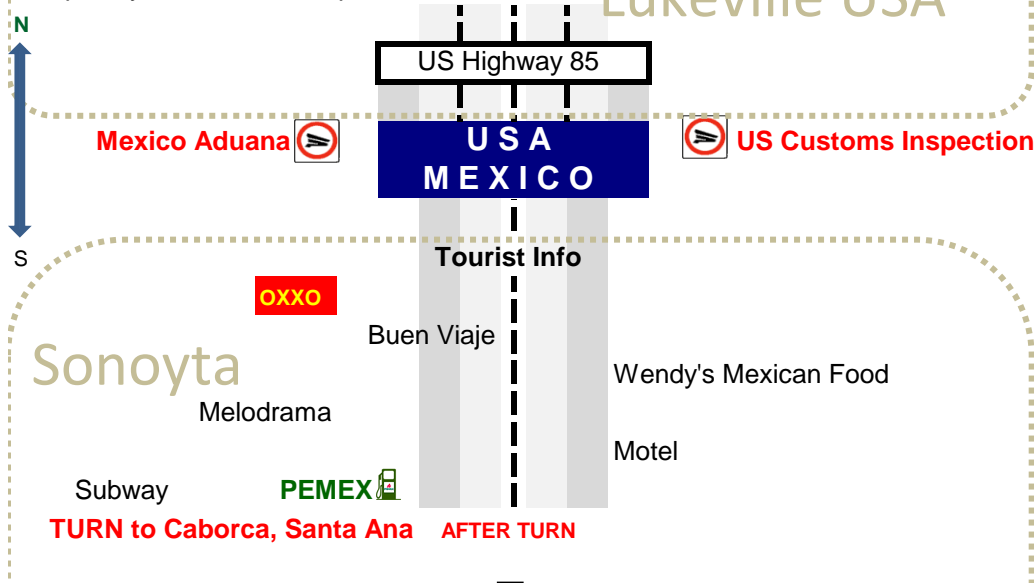 Lukeville USA
N
US Highway 85
Mexico Aduana
USA
MEXICO
US Customs Inspection
S
Tourist Info
OXXO
Buen Viaje
Sonoyta
Wendy's Mexican Food
Melodrama
Motel
Subway
PEMEX
TURN to Caborca, Santa Ana
AFTER TURN